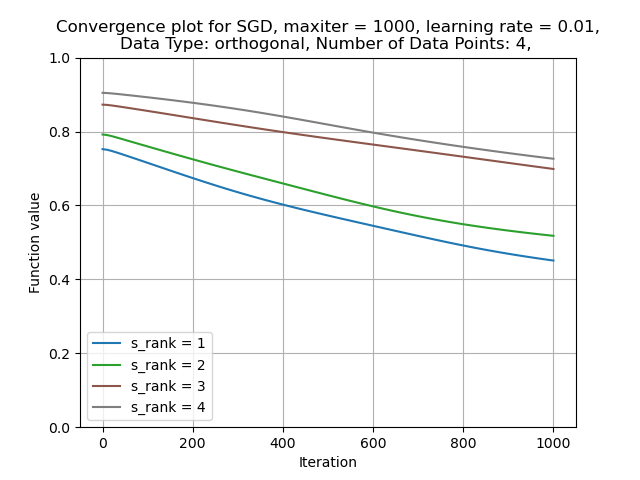 Convergence plot for SGD, maxiter = 1000, learning rate = 0.01,
Data Type: orthogonal, Number of Data Points: 4,
1.0
0.8
0.6
0.4
0.2
0.0
Function value
s_rank = 1
s_rank = 2
s_rank = 3
s_rank = 4
0 200 400 600 800 1000
Iteration